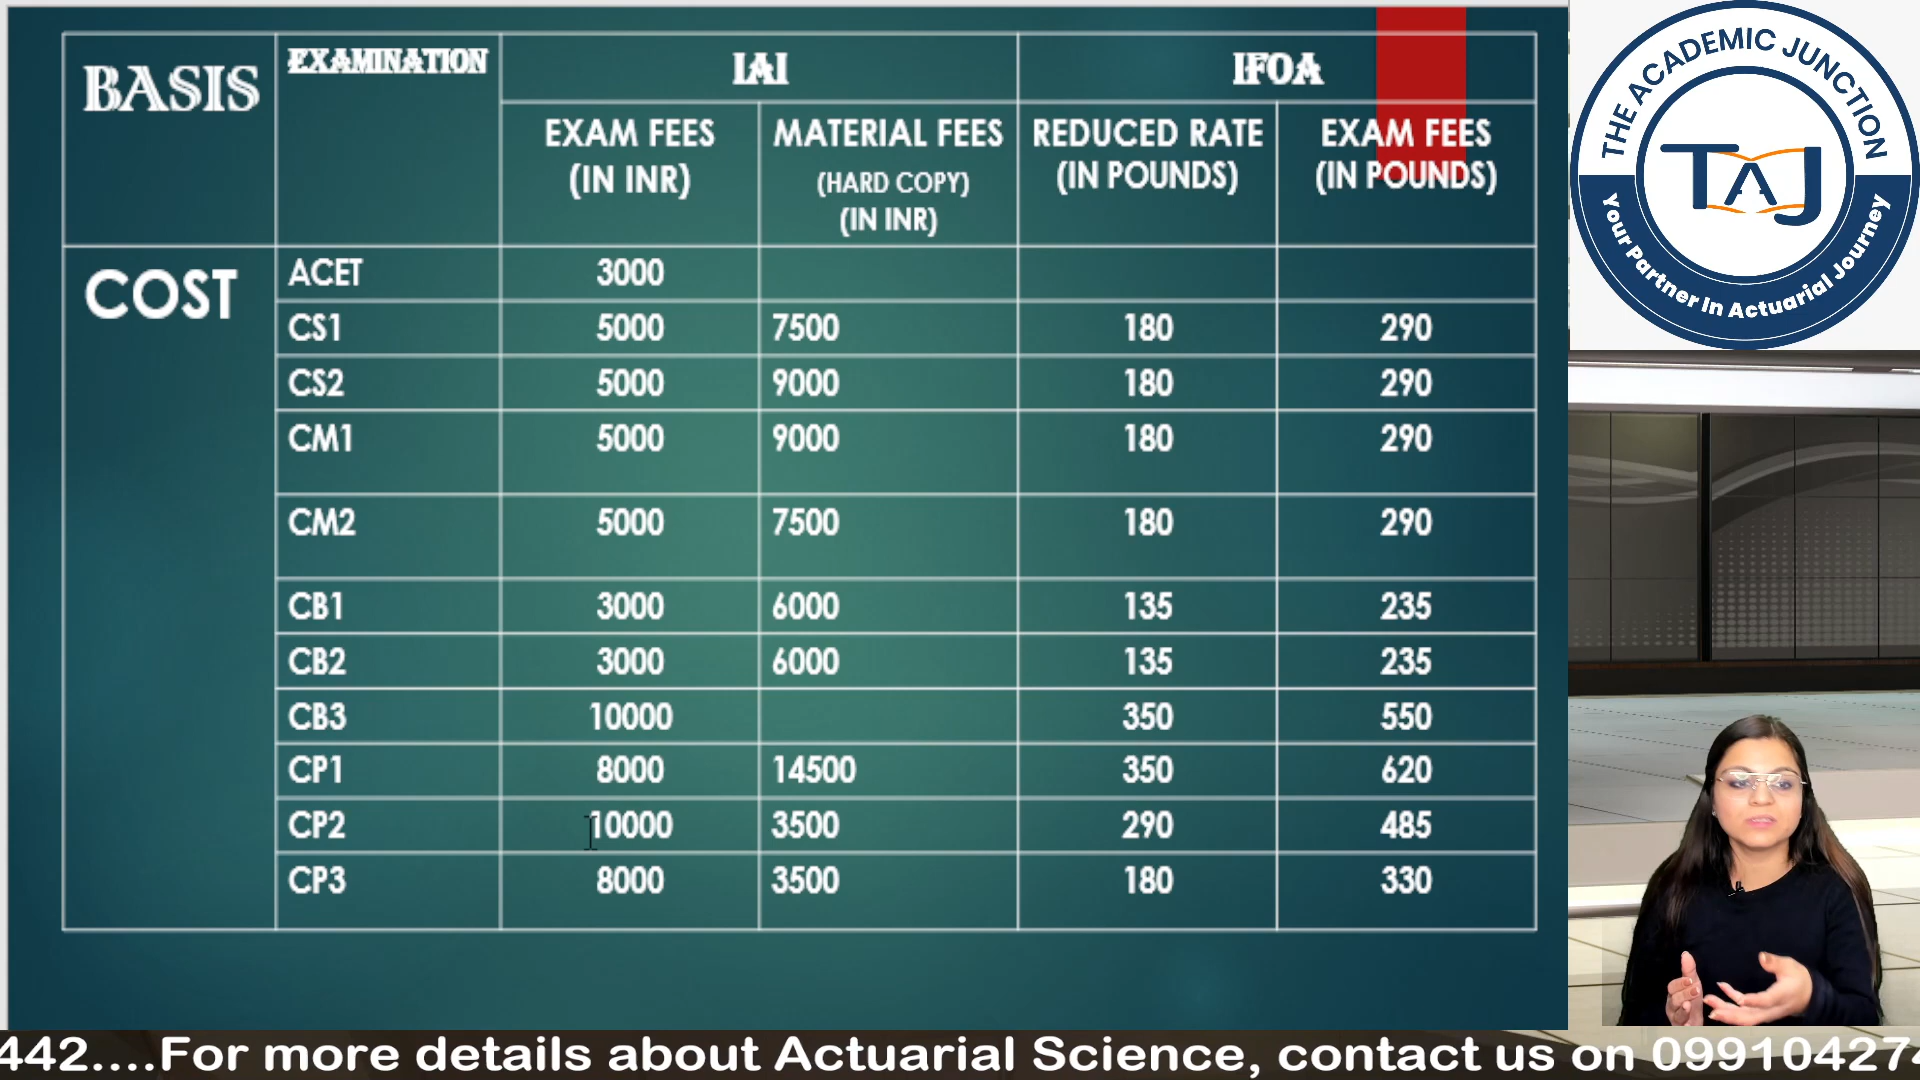 BASIS
EXAMINATION
IAI
IFOA
EXAM FEES
(IN INR)
MATERIAL FEES
(HARD COPY)
(IN INR)
REDUCED RATE
(IN POUNDS)
EXAM FEES
(IN POUNDS)
COST
ACET 3000
CS1 5000 7500 180 290
CS2 5000 9000 180 290
CM1 5000 9000 180 290
CM2 5000 7500 180 290
CB1 3000 6000 135 235
CB2 3000 6000 135 235
CB3 10000 350 550
CP1 8000 14500 350 620
CP2 10000 3500 290 485
CP3 8000 3500 180 330
THE ACADEMIC JUNCTION
TAJ
Your Partner In Actuarial Journey
442....For more details about Actuarial Science, contact us on 099104274